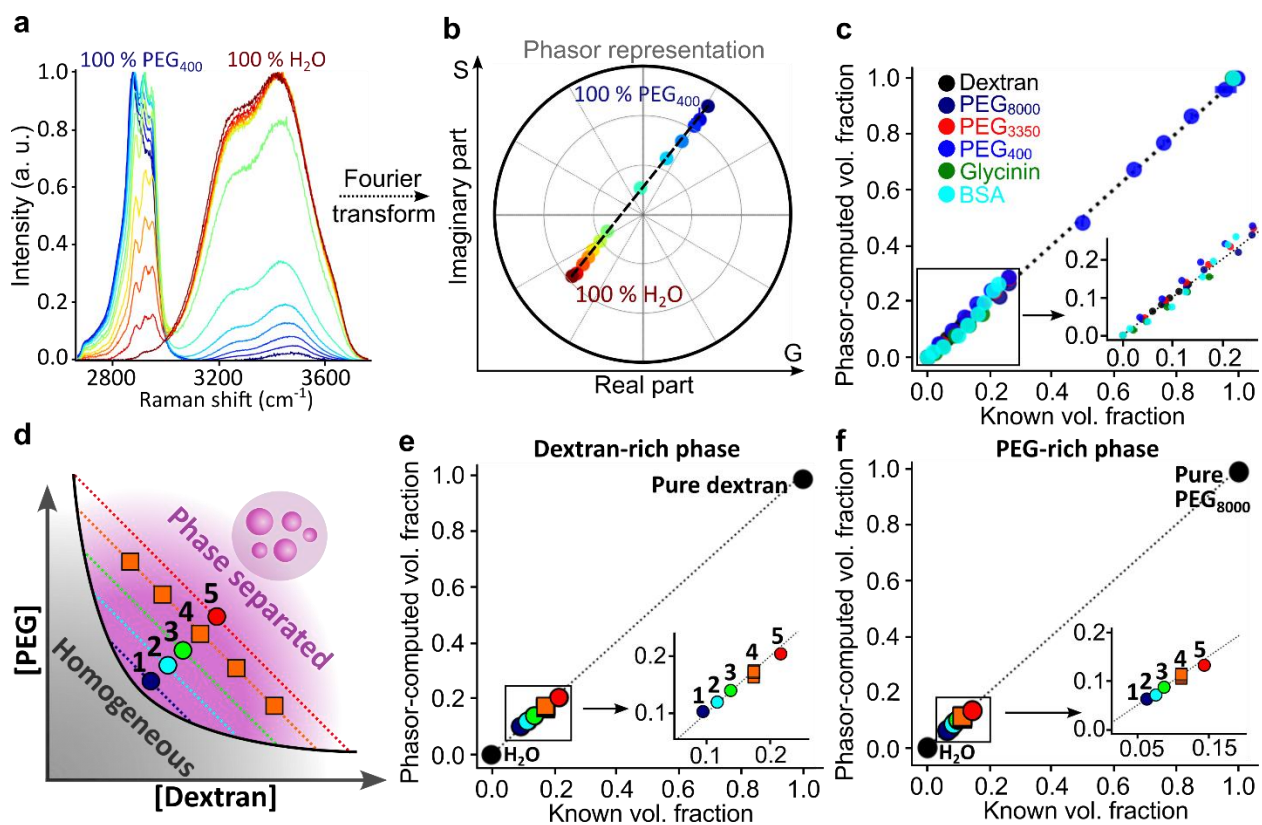 a
100 % PEG400
100 % H2O
Intensity (a. u.)
1.0
0.8
0.6
0.4
0.2
0.0
2800
3200
3600
Raman shift (cm-1)
Fourier
transform
b
Phasor representation
S
Imaginary part
100 % PEG400
100 % H2O
G
Real part
c
Phasor-computed vol. fraction
1.0
0.8
0.6
0.4
0.2
0.0
Dextran
PEG8000
PEG3350
PEG400
Glycinin
BSA
0.2
0.1
0.0
0.0
0.1
0.2
0.0
0.2
0.4
0.6
0.8
1.0
Known vol. fraction
d
[PEG]
Phase separated
Homogeneous
1
2
3
4
5
[Dextran]
e
Dextran-rich phase
Phasor-computed vol. fraction
1.0
0.8
0.6
0.4
0.2
0.0
Pure dextran
H2O
0.2
0.1
1
2
3
4
5
0.1
0.2
0.0
0.2
0.4
0.6
0.8
1.0
Known vol. fraction
f
PEG-rich phase
Phasor-computed vol. fraction
1.0
0.8
0.6
0.4
0.2
0.0
Pure
PEG8000
H2O
0.2
0.1
0.0
1
2
3
4
5
0.05
0.15
0.0
0.2
0.4
0.6
0.8
1.0
Known vol. fraction